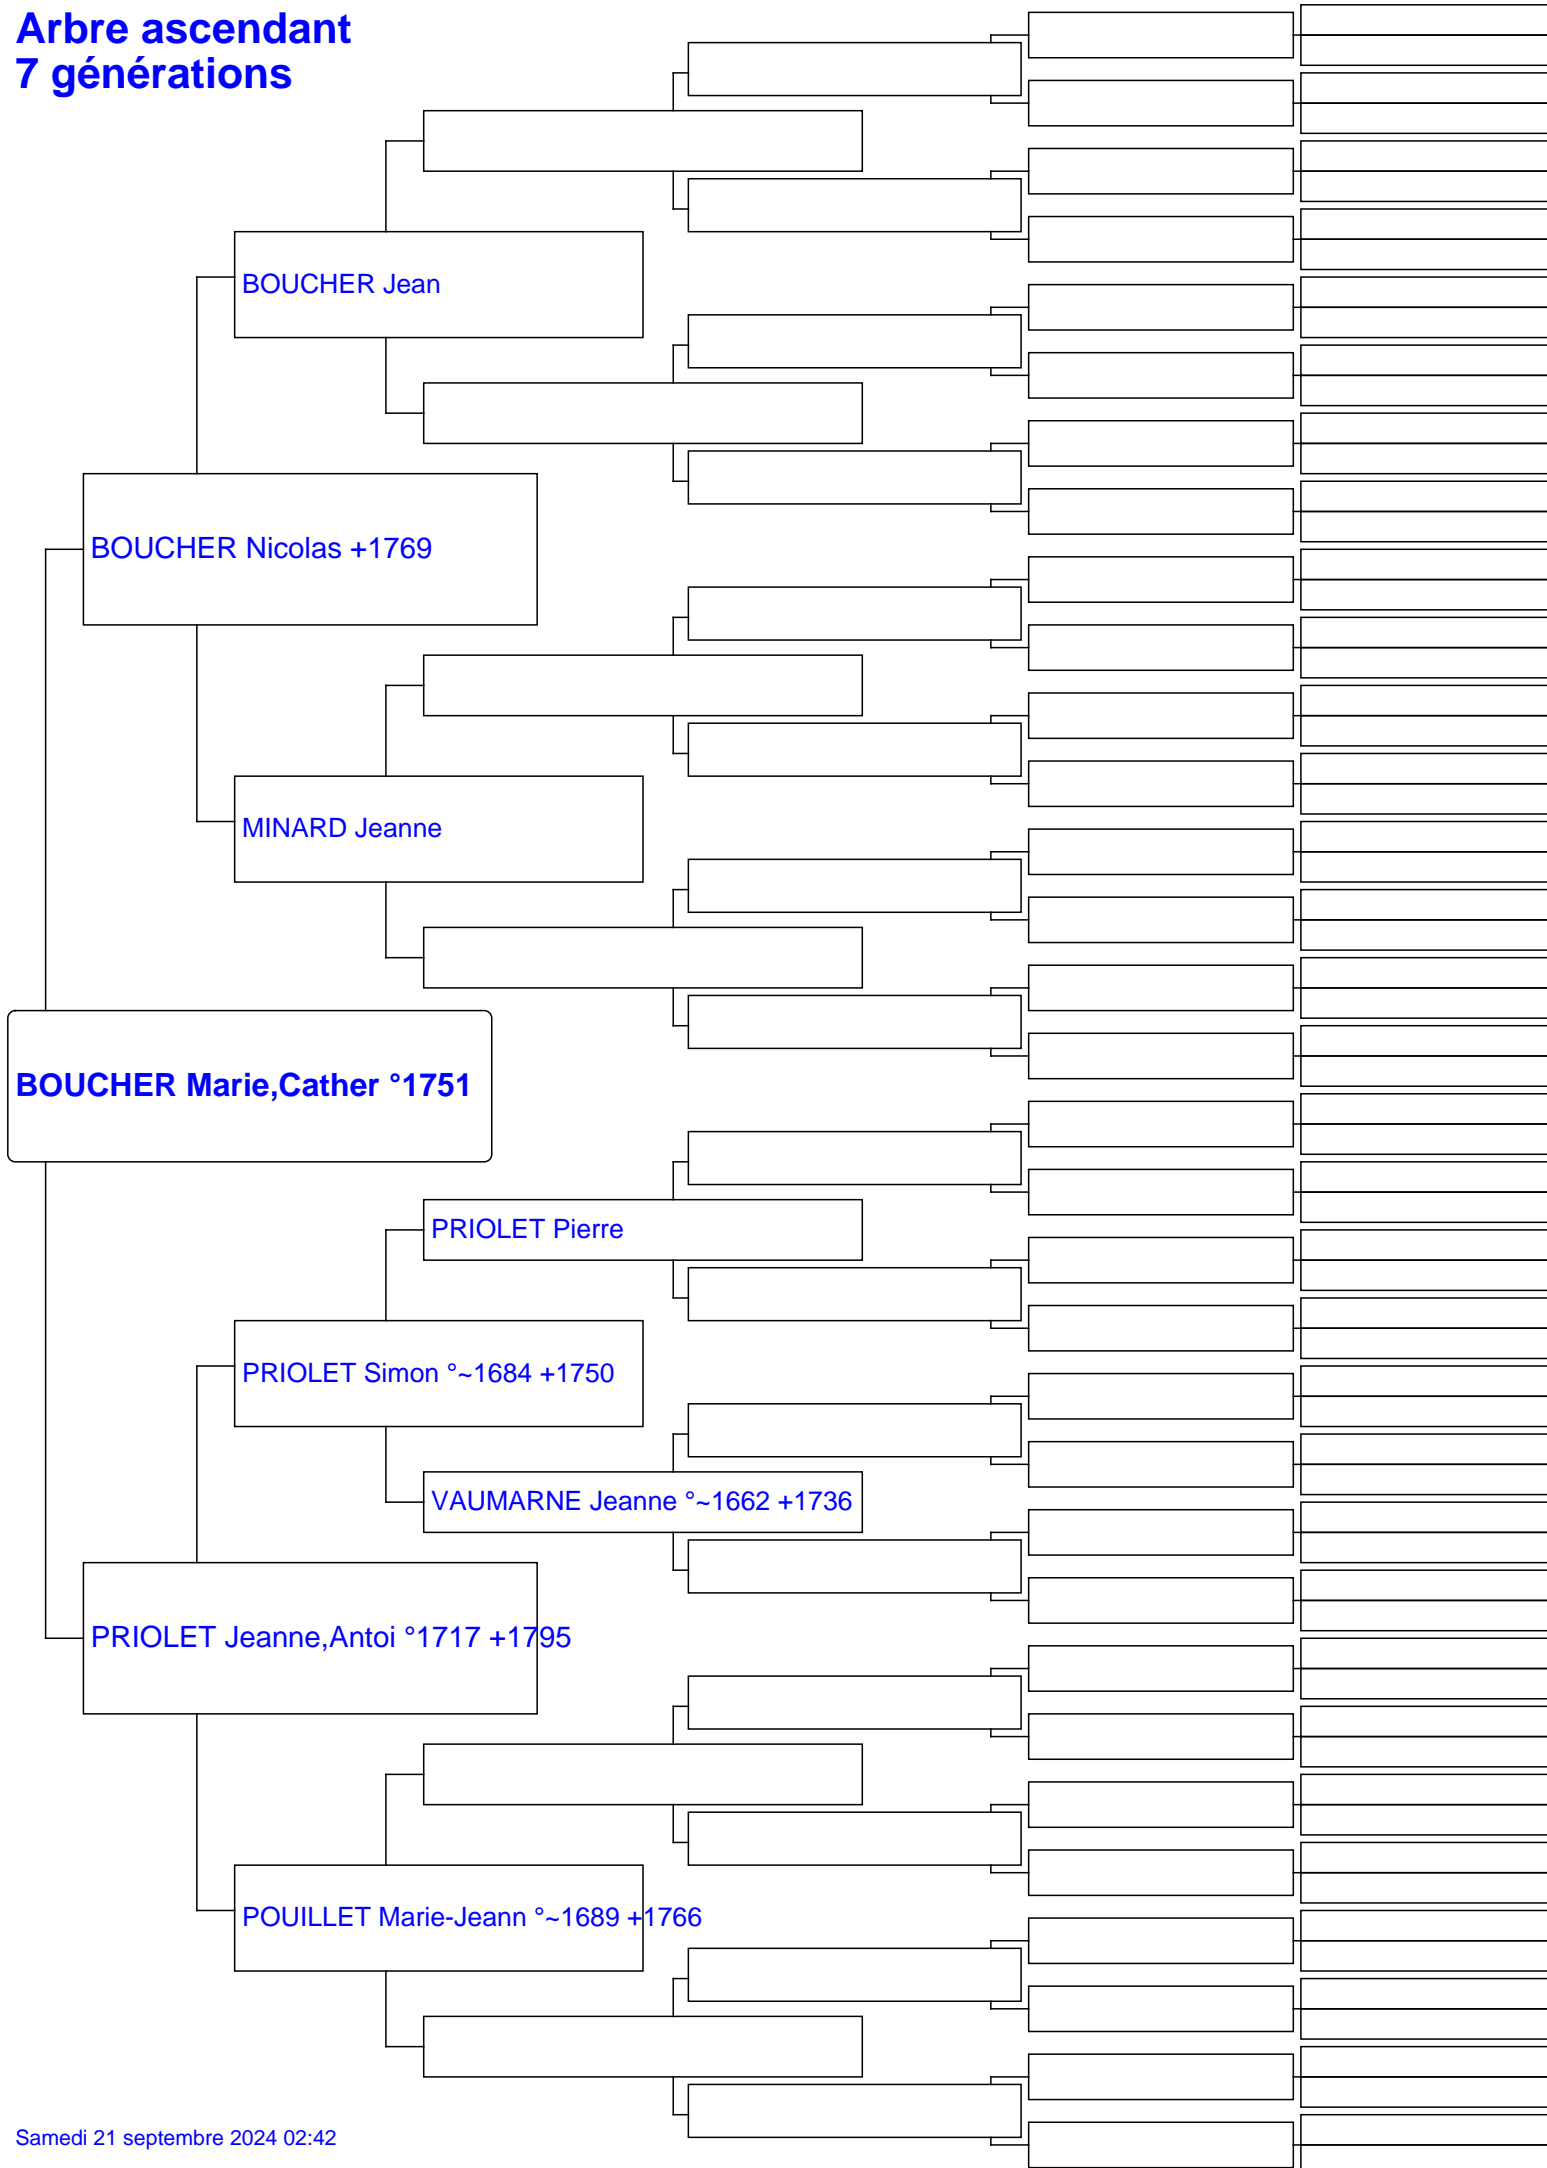 Arbre ascendant
7 générations
BOUCHER Jean
BOUCHER Nicolas +1769
MINARD Jeanne
BOUCHER Marie,Cather °1751
PRIOLET Pierre
PRIOLET Simon °~1684 +1750
VAUMARNE Jeanne °~1662 +1736
PRIOLET Jeanne,Antoi °1717 +1795
POUILLET Marie-Jeann °~1689 +1766
Samedi 21 septembre 2024 02:42